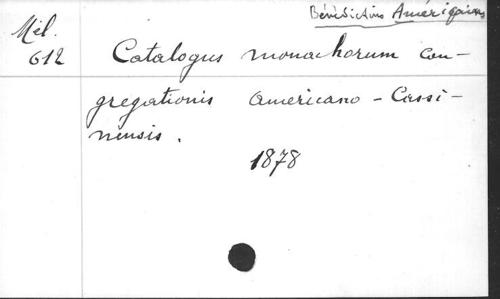 Bénédictins Américains
Mél.
612
Catalogus monachorum con-
gregationis americano-Cassi-
nensis.
1878